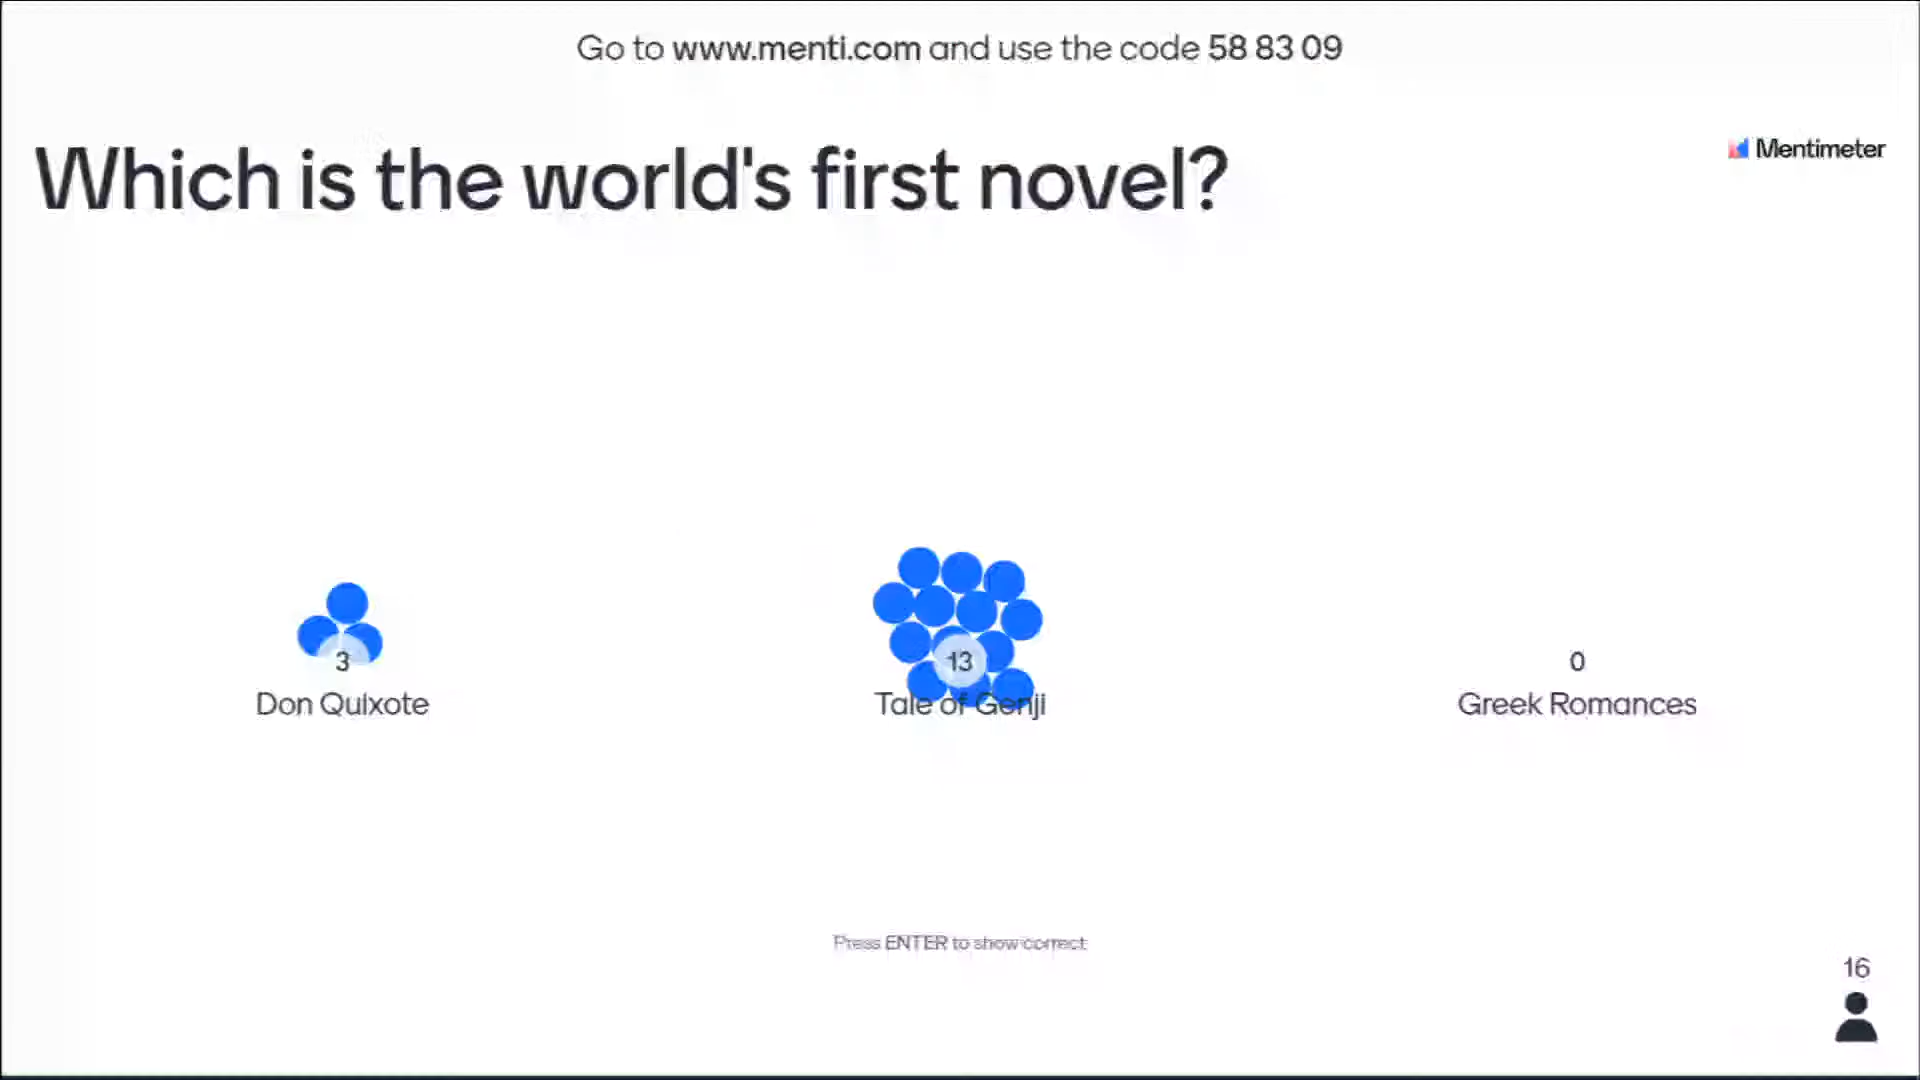 Go to www.menti.com and use the code 58 83 09
Which is the world's first novel?
Mentimeter
3
13
0
Don Quixote
Tale of Genji
Greek Romances
Press ENTER to show correct
16